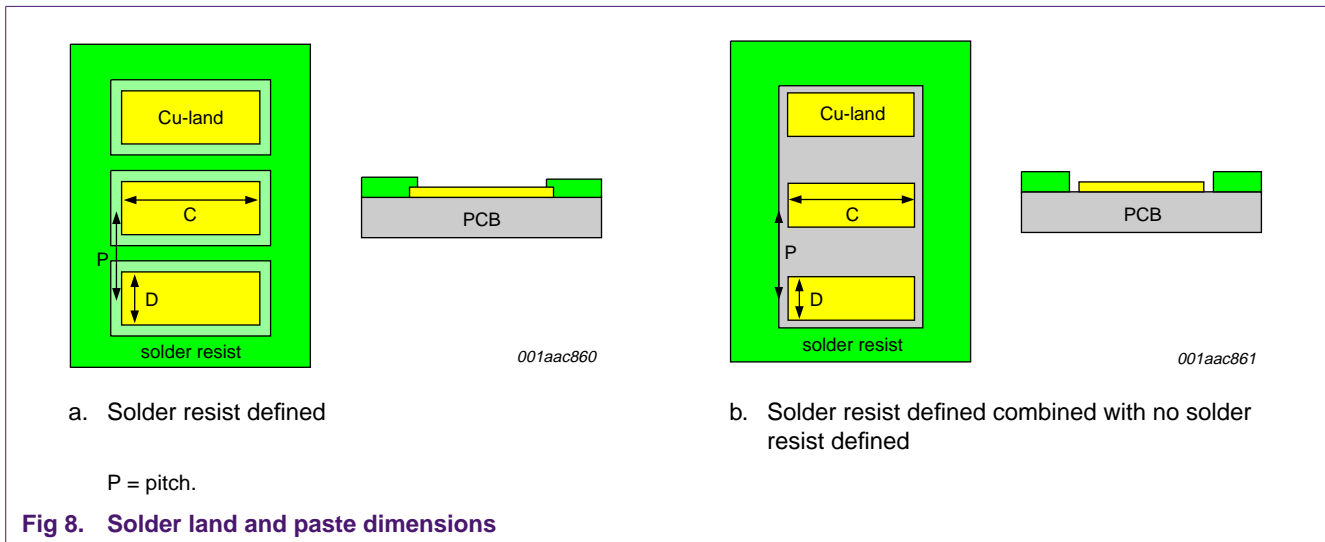 Cu-land
C
P
D
solder resist
PCB
001aac860
a. Solder resist defined
P = pitch.
Cu-land
C
P
D
solder resist
PCB
001aac861
b. Solder resist defined combined with no solder
resist defined
Fig 8. Solder land and paste dimensions